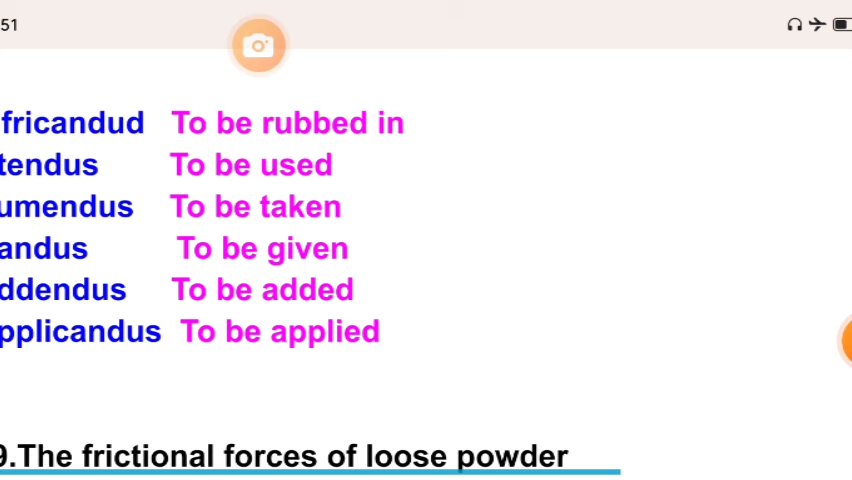 51
fricandud To be rubbed in
tendus To be used
umendus To be taken
andus To be given
ddendus To be added
pplicandus To be applied
9.The frictional forces of loose powder